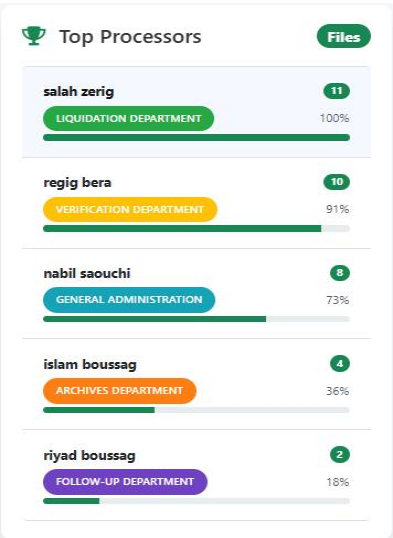 Top Processors Files
salah zerig 11
LIQUIDATION DEPARTMENT 100%
regig bera 10
VERIFICATION DEPARTMENT 91%
nabil saouchi 8
GENERAL ADMINISTRATION 73%
islam boussag 4
ARCHIVES DEPARTMENT 36%
riyad boussag 2
FOLLOW-UP DEPARTMENT 18%